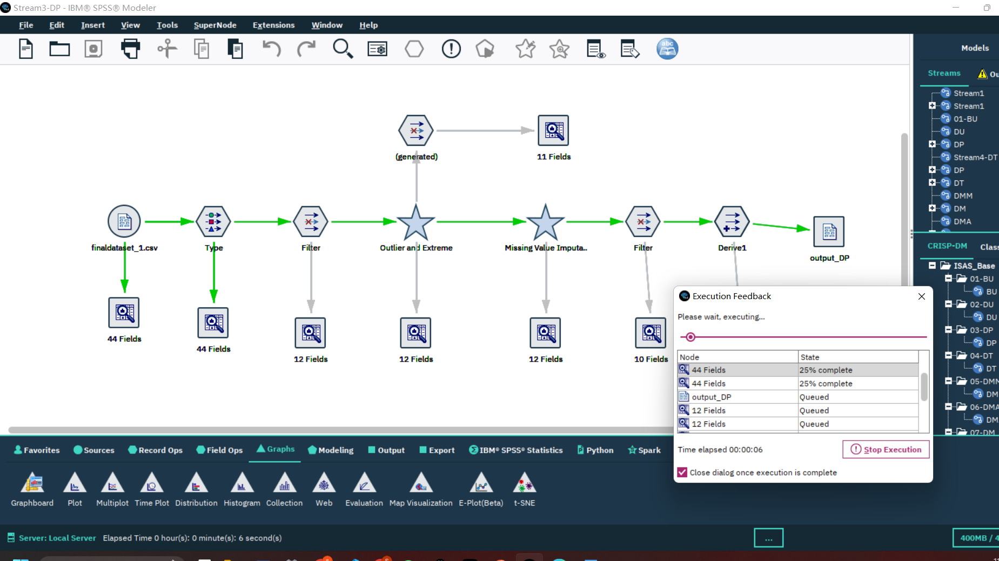 Stream3-DP - IBM® SPSS® Modeler
File Edit Insert View Tools SuperNode Extensions Window Help
abc
Models
Streams
Stream1
Stream1
01-BU
DU
DP
Stream4-DT
DP
DT
DMM
DM
DMA
(generated)
11 Fields
finaldataset_1.csv
Type
Filter
Outlier and Extreme
Missing Value Imputa..
Filter
Derive1
output_DP
44 Fields
44 Fields
12 Fields
12 Fields
12 Fields
10 Fields
CRISP-DM
ISAS_Base
01-BU
BU
02-DU
DU
03-DP
DP
04-DT
DT
05-DMM
DM
06-DMA
DM
07-DM
Execution Feedback
Please wait, executing...
Node State
44 Fields 25% complete
44 Fields 25% complete
output_DP Queued
12 Fields Queued
12 Fields Queued
Time elapsed 00:00:06
Stop Execution
Close dialog once execution is complete
Favorites Sources Record Ops Field Ops Graphs Modeling Output Export IBM® SPSS® Statistics Python Spark
Graphboard Plot Multiplot Time Plot Distribution Histogram Collection Web Evaluation Map Visualization E-Plot(Beta) t-SNE
Server: Local Server Elapsed Time 0 hour(s): 0 minute(s): 6 second(s)
...
400MB / 4